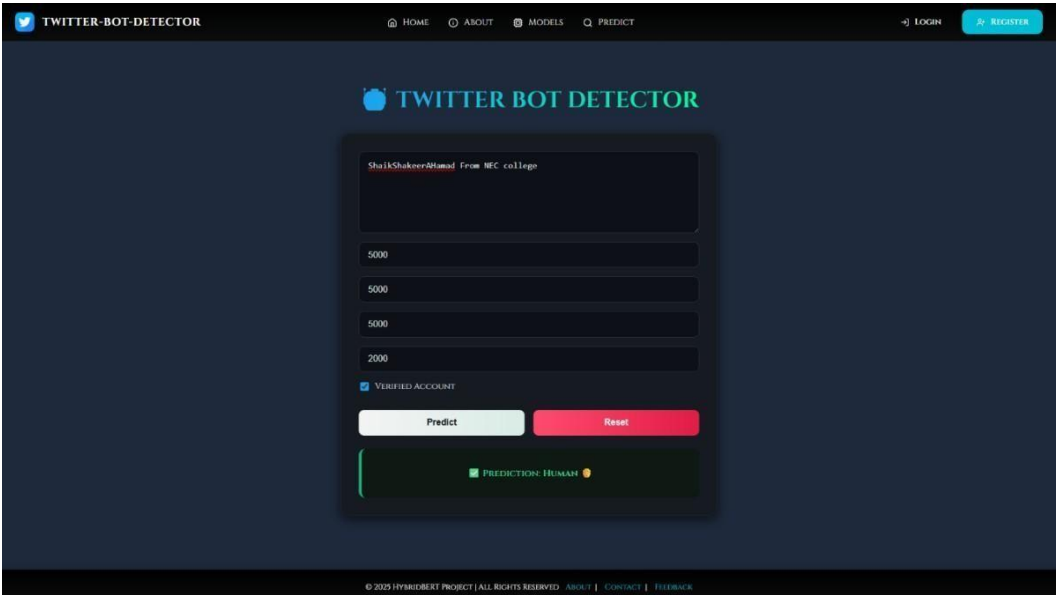 TWITTER-BOT-DETECTOR HOME ABOUT MODELS PREDICT LOGIN REGISTER
TWITTER BOT DETECTOR
ShaikShakeerAHamad From NEC college
5000
5000
5000
2000
VERIFIED ACCOUNT
Predict Reset
PREDICTION: HUMAN
© 2025 HYBRIDBERT PROJECT | ALL RIGHTS RESERVED ABOUT | CONTACT | FEEDBACK